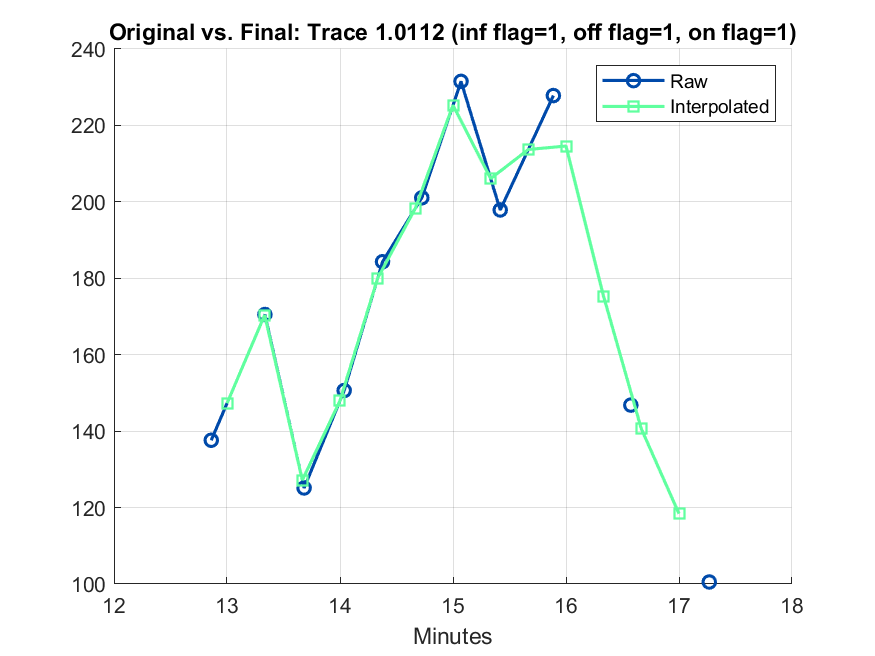 Original vs. Final: Trace 1.0112 (inf flag=1, off flag=1, on flag=1)
240
220
200
180
160
140
120
100
Raw
Interpolated
12 13 14 15 16 17 18
Minutes